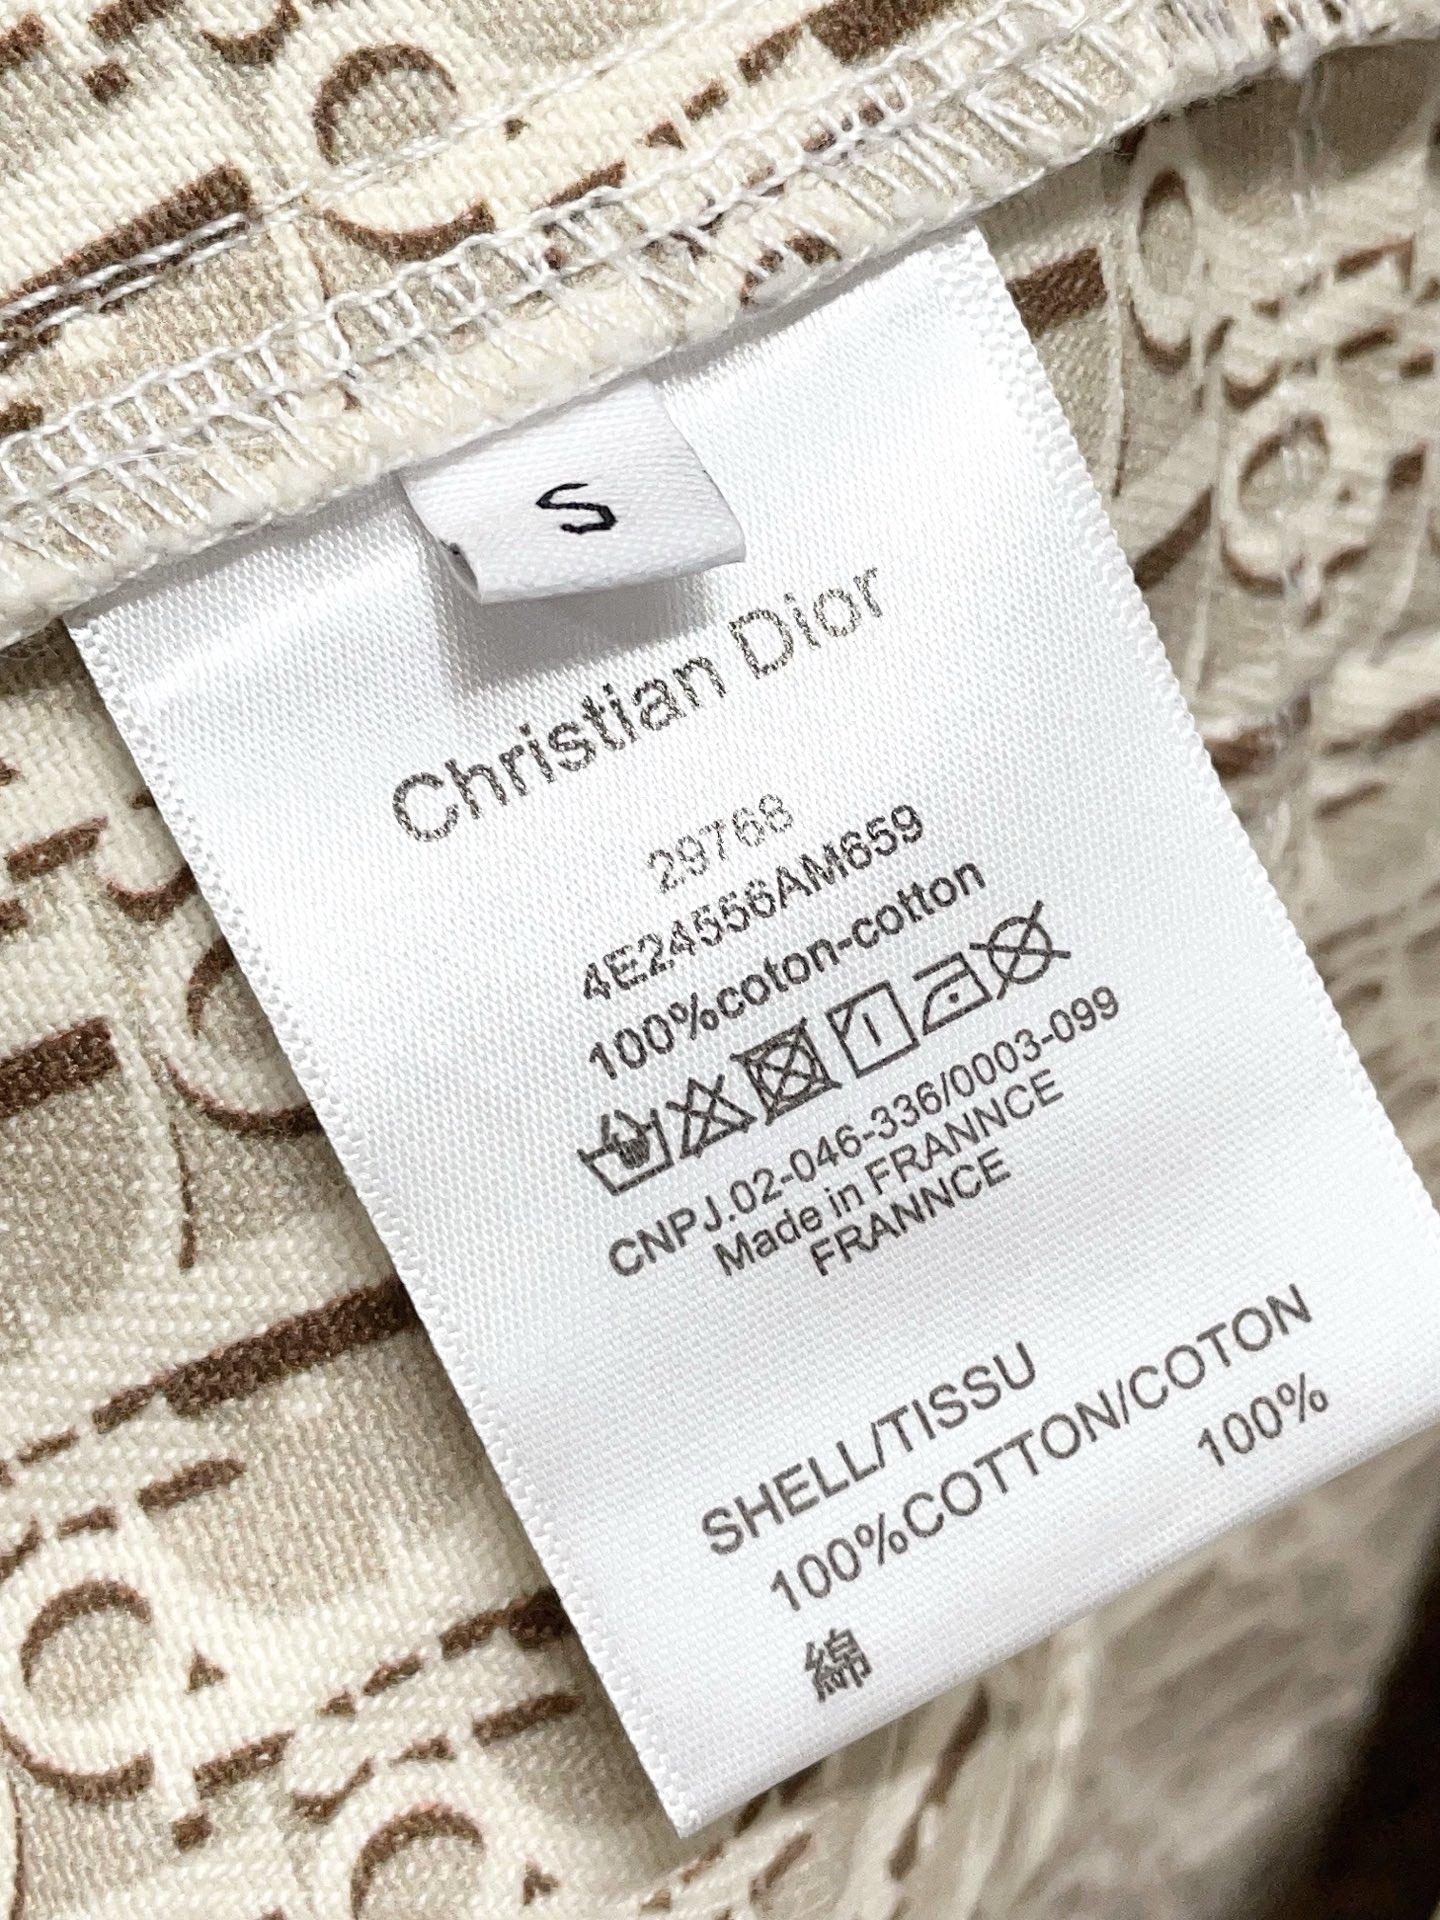 S
Christian Dior
29768
4E24556AM659
100%coton-cotton
CNPJ.02-046-336/0003-099
Made in FRANNCE
FRANNCE
SHELL/TISSU
100%COTTON/COTON
100%
綿